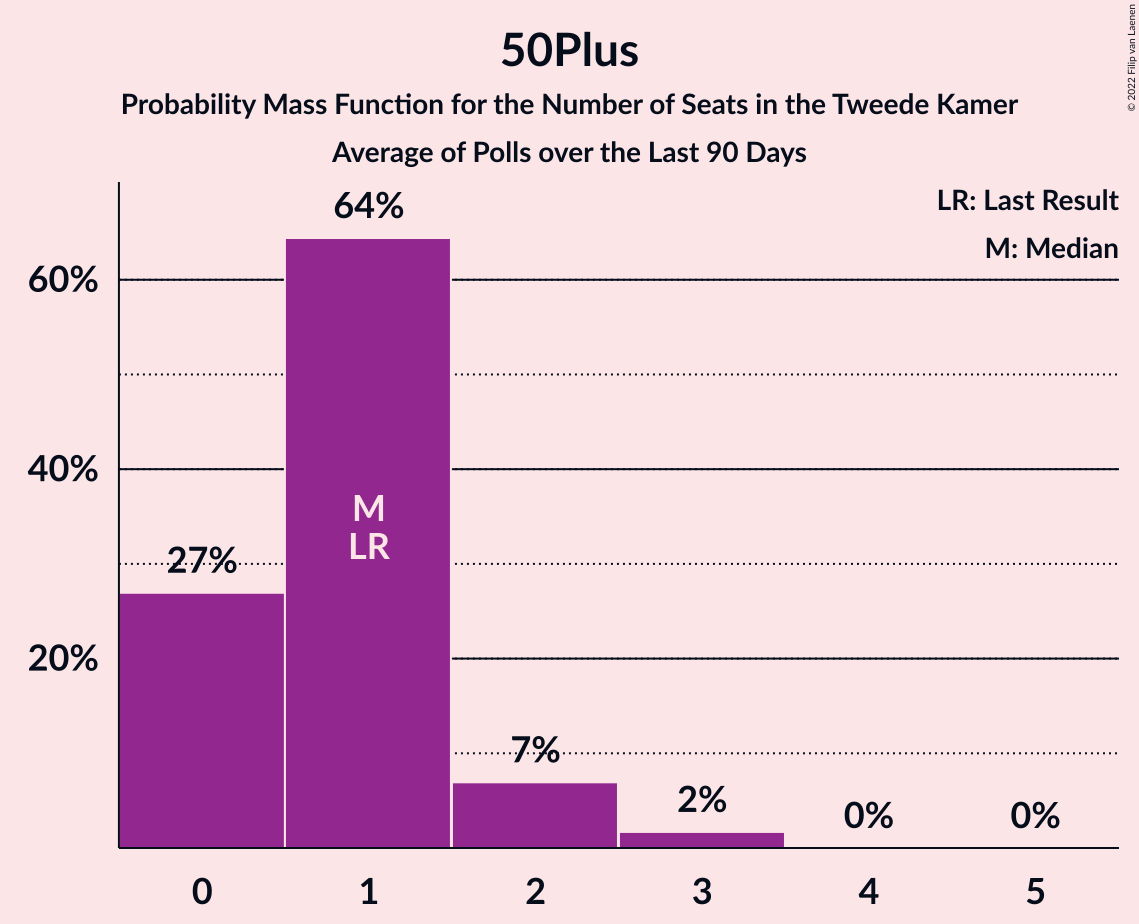 50Plus
Probability Mass Function for the Number of Seats in the Tweede Kamer
Average of Polls over the Last 90 Days
© 2022 Filip van Laenen
LR: Last Result
M: Median
64%
60%
40%
M
LR
27%
20%
7%
2%
0%
0%
0
1
2
3
4
5